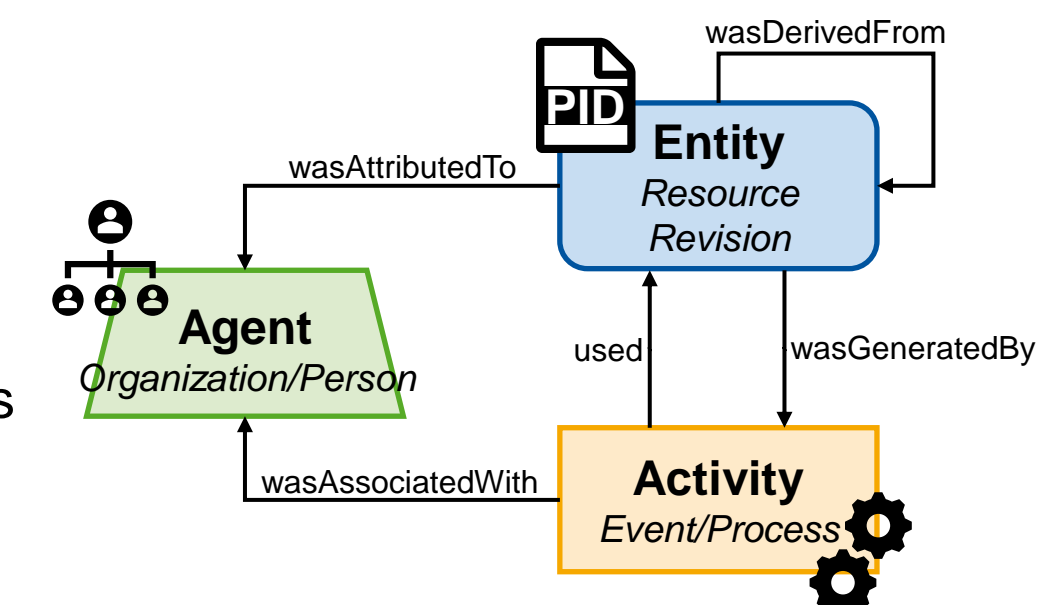 wasDerivedFrom
PID
Entity
Resource
Revision
wasAttributedTo
Agent
Organization/Person
s
used
wasGeneratedBy
wasAssociatedWith
Activity
Event/Process